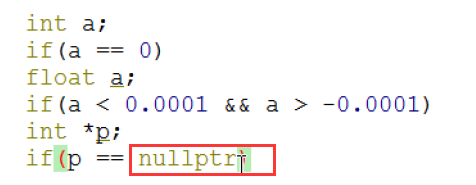 int a;
if(a == 0)
float a;
if(a < 0.0001 && a > -0.0001)
int *p;
if(p == nullptr)